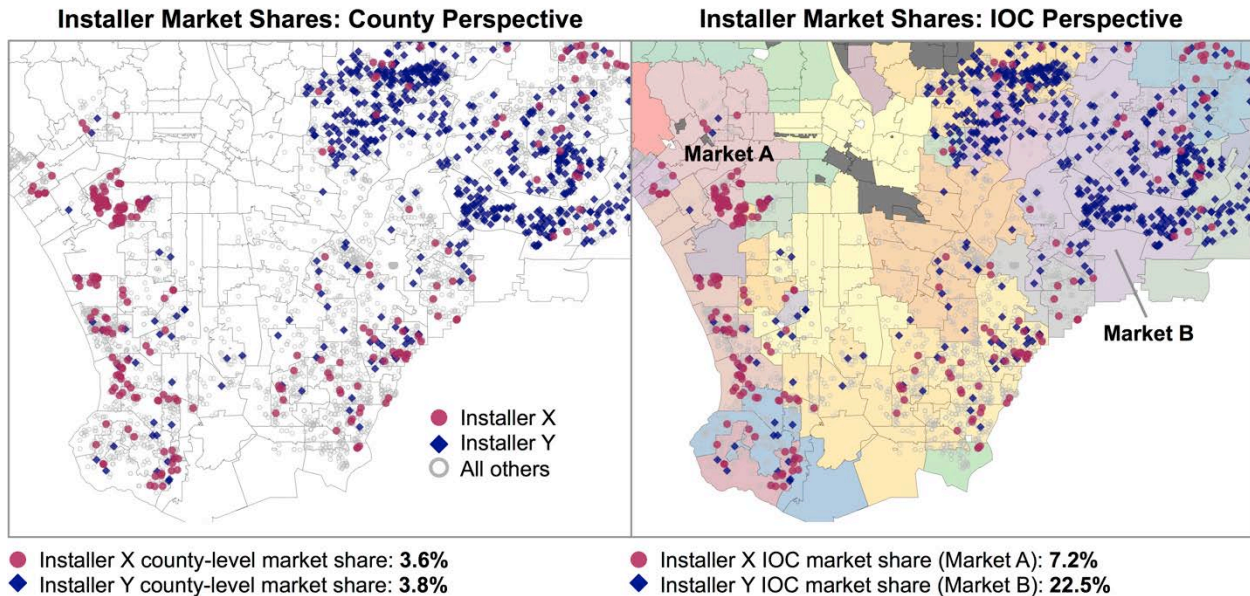 Installer Market Shares: County Perspective
Installer Market Shares: IOC Perspective
Market A
Market B
Installer X
Installer Y
All others
Installer X county-level market share: 3.6%
Installer Y county-level market share: 3.8%
Installer X IOC market share (Market A): 7.2%
Installer Y IOC market share (Market B): 22.5%